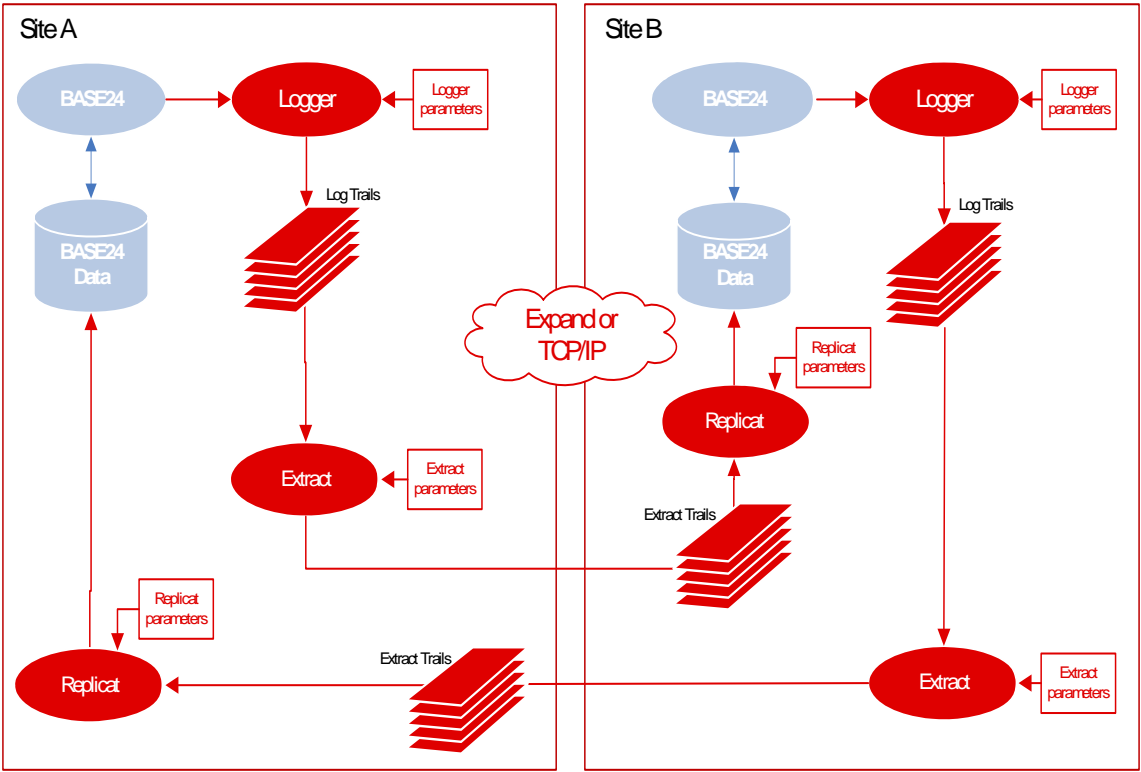 Site A
BASE24
Logger
Logger
parameters
Log Trails
BASE24
Data
Extract
Extract
parameters
Replicat
parameters
Replicat
Extract Trails
Expand or
TCP/IP
Site B
BASE24
Logger
Logger
parameters
Log Trails
BASE24
Data
Replicat
parameters
Replicat
Extract Trails
Extract
Extract
parameters